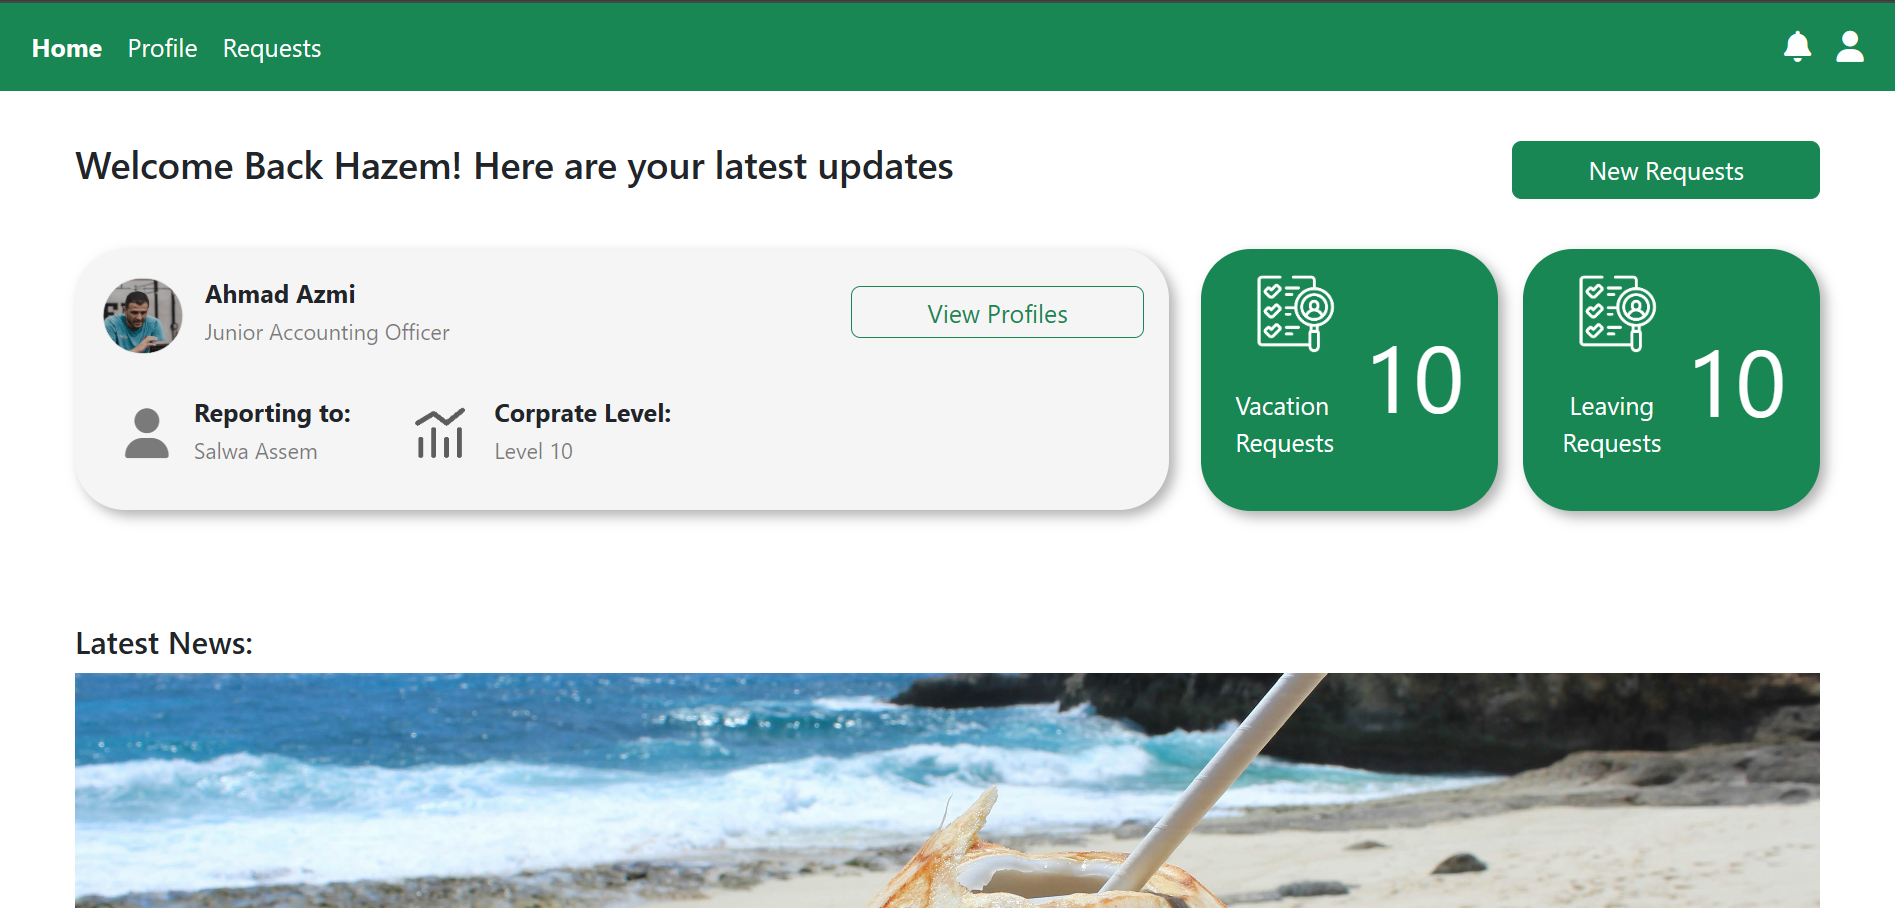 Home Profile Requests
Welcome Back Hazem! Here are your latest updates
New Requests
Ahmad Azmi
Junior Accounting Officer
View Profiles
Reporting to:
Salwa Assem
Corprate Level:
Level 10
Vacation
Requests
10
Leaving
Requests
10
Latest News: